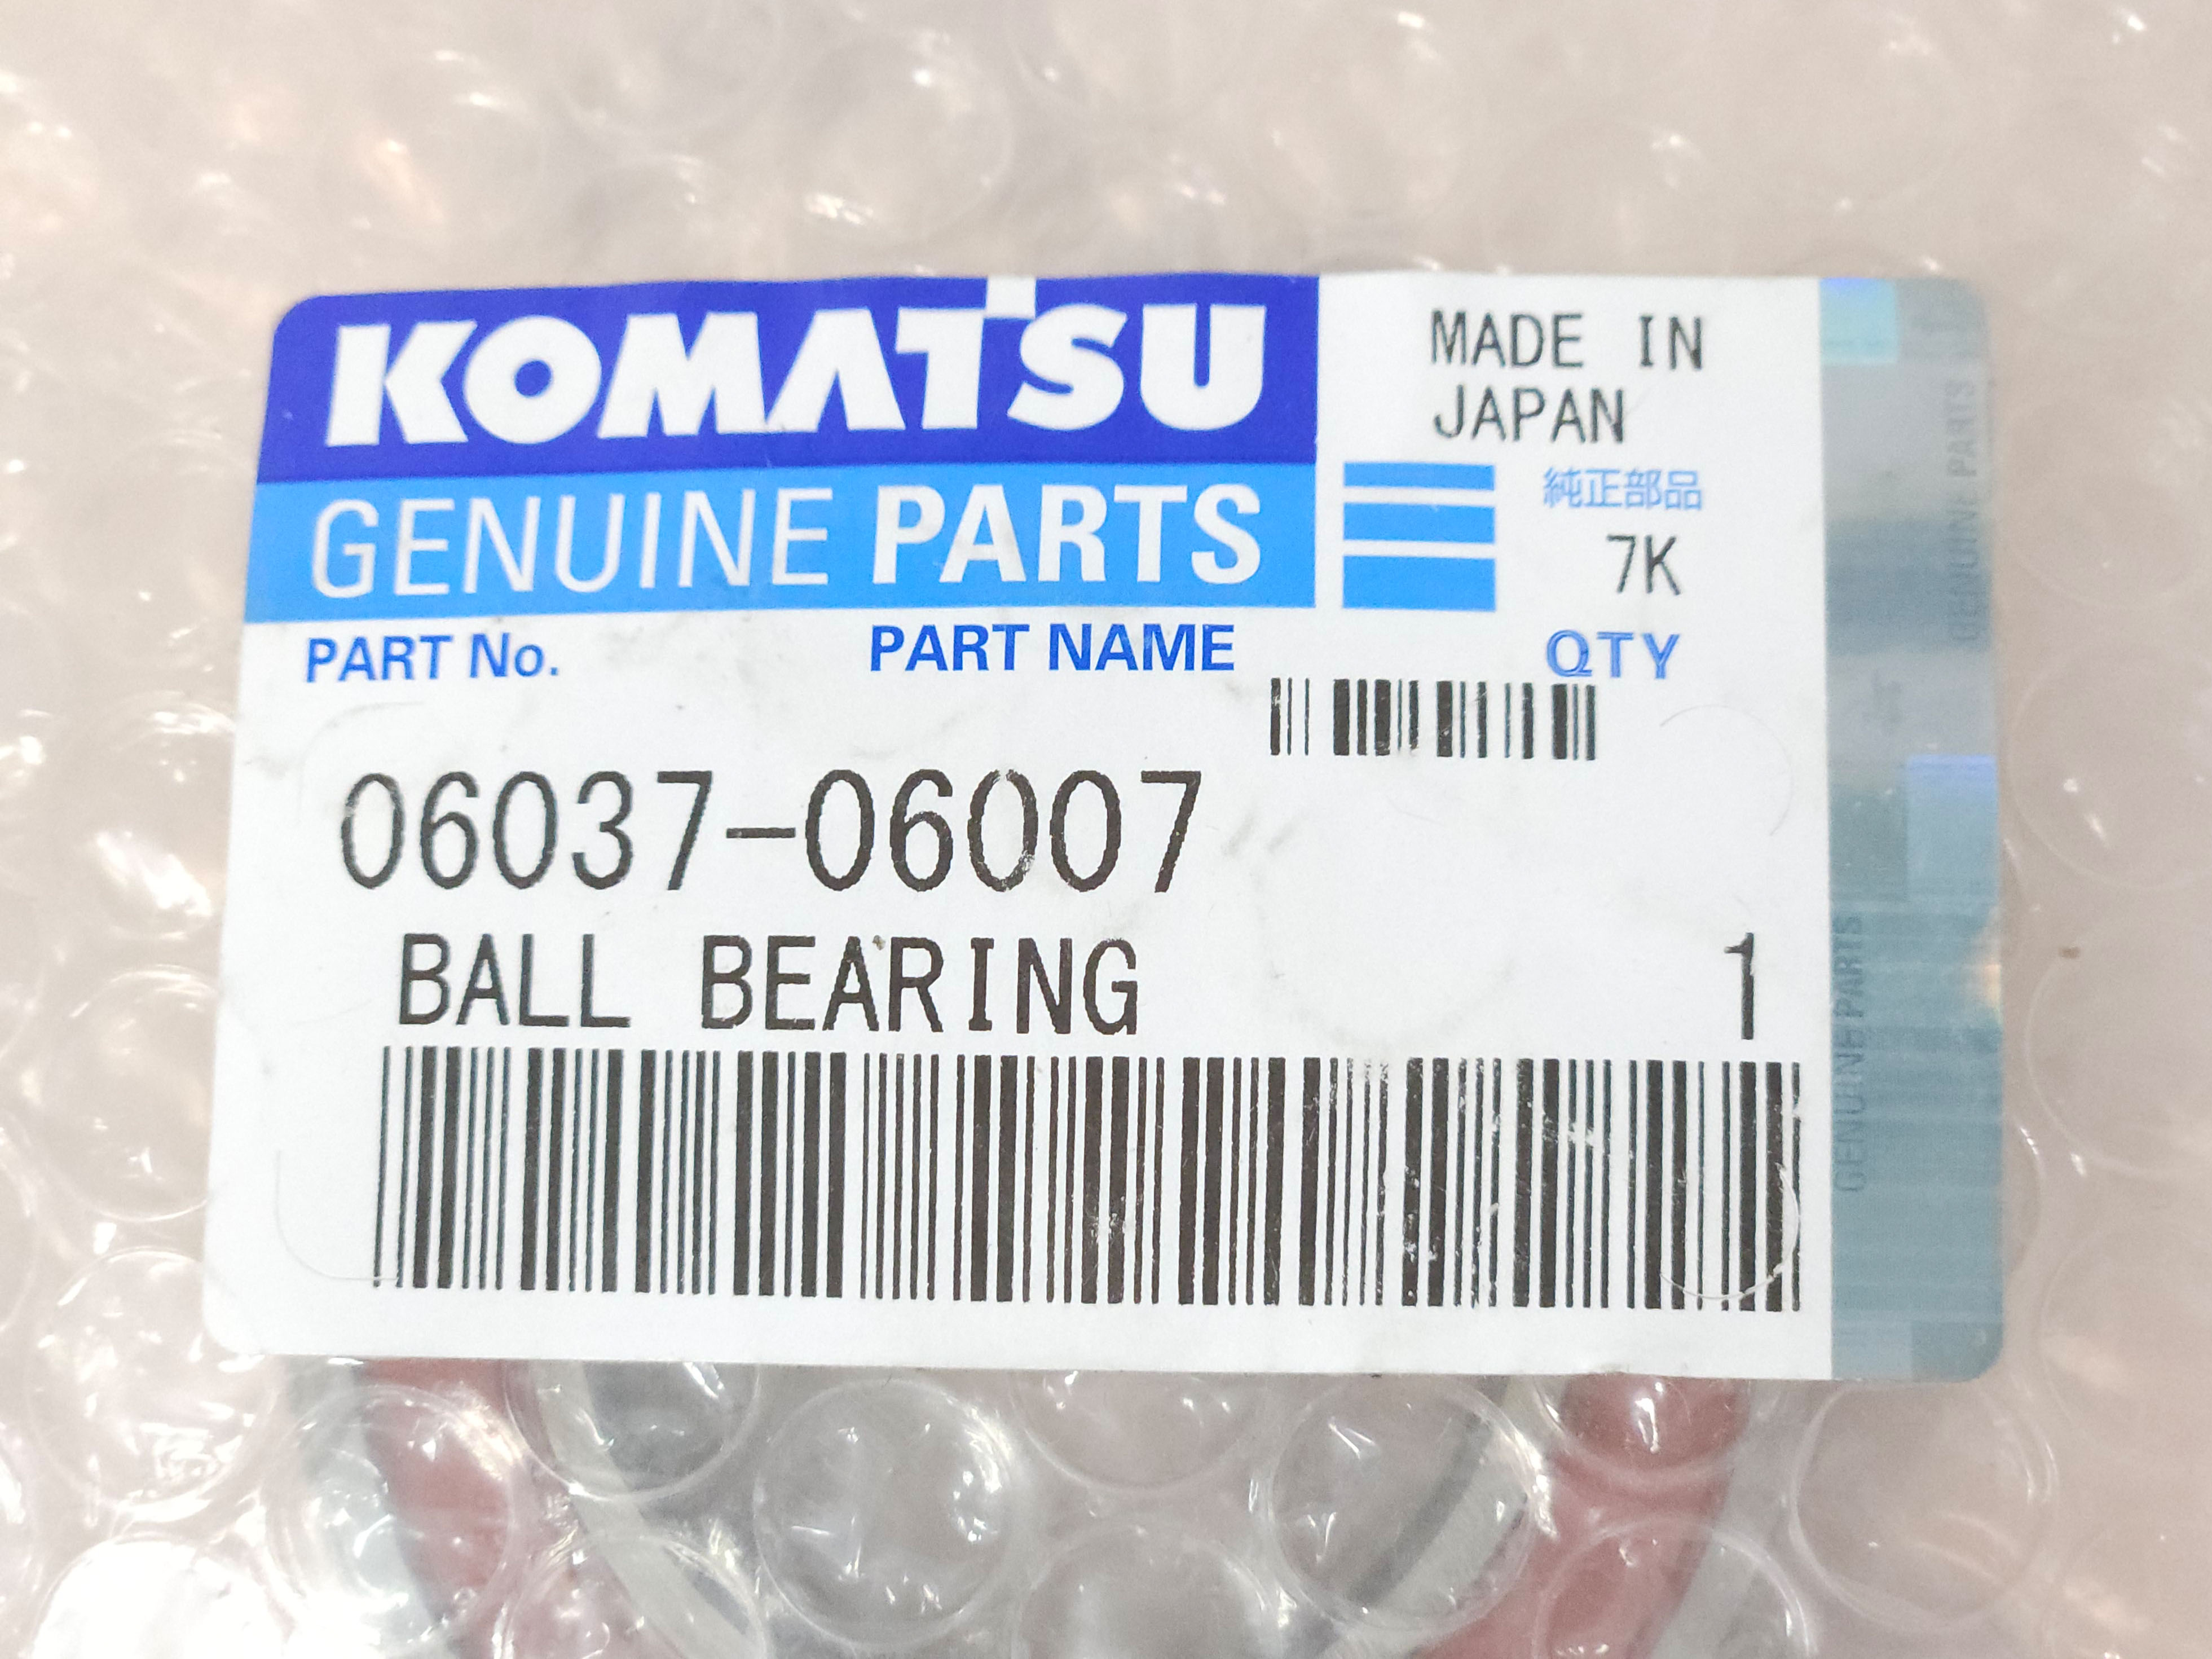 KOMATSU
MADE IN
JAPAN
GENUINE PARTS
純正部品
7K
PART No.
PART NAME
QTY
06037-06007
BALL BEARING
1
GENUINE PARTS
GENUINE PARTS